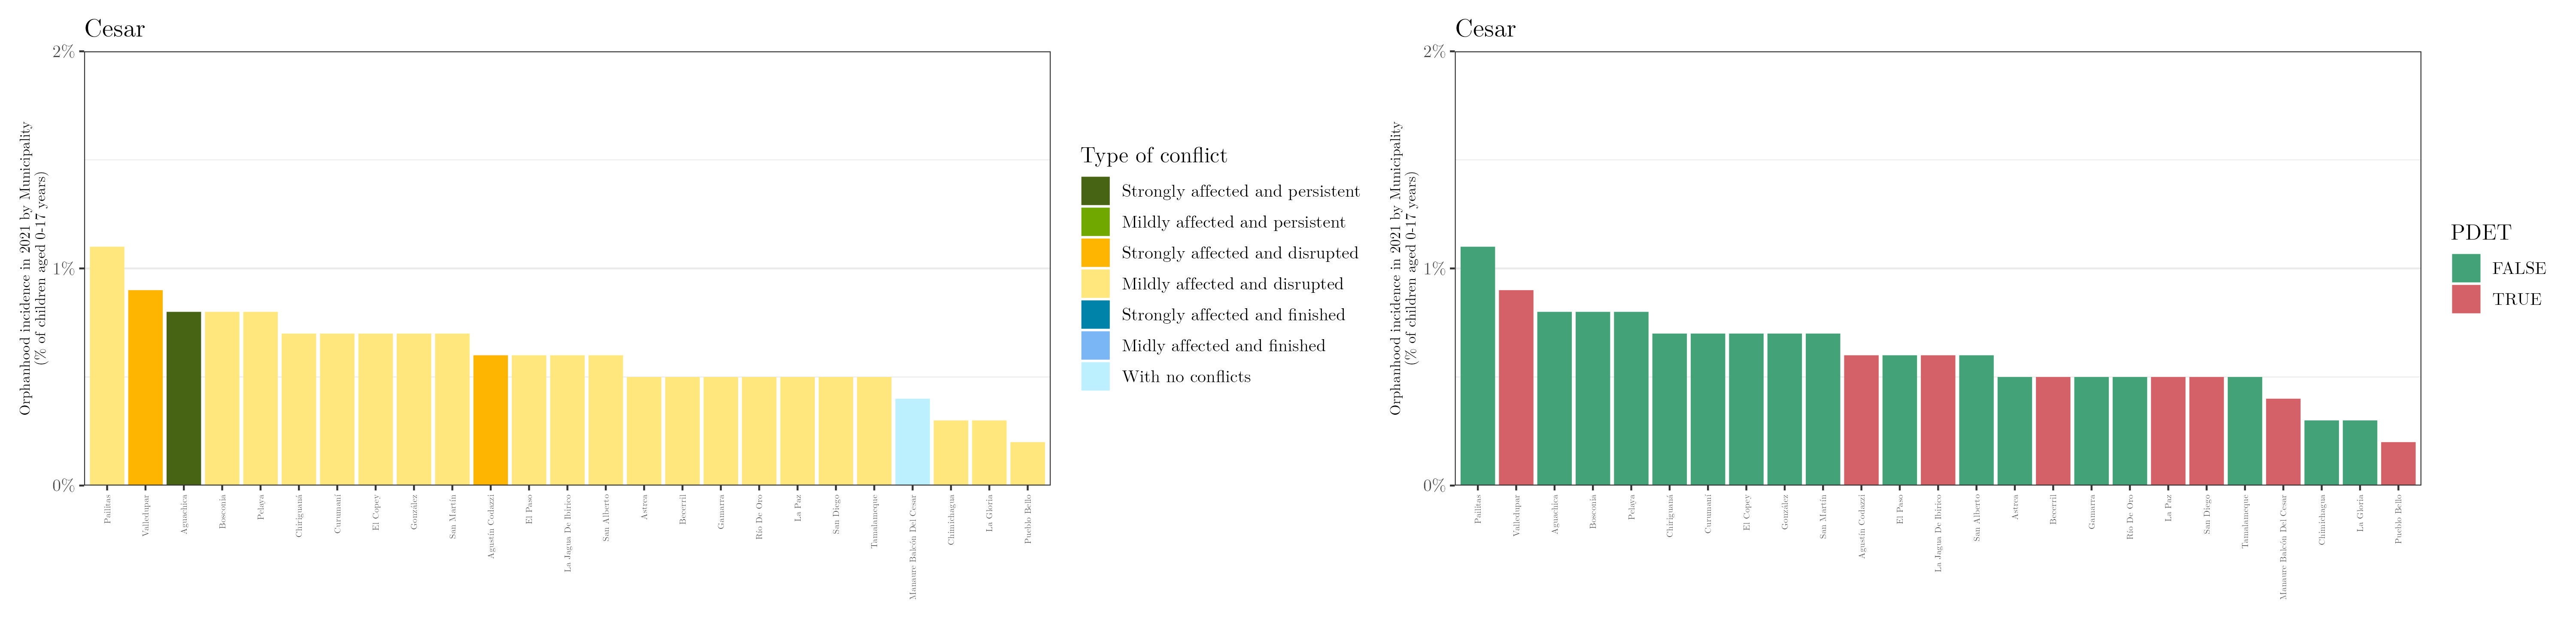 Cesar
2%
1%
0%
Orphanhood incidence in 2021 by Municipality
(% of children aged 0-17 years)
Pailitas
Valledupar
Aguachica
Bosconia
Pelaya
Chiriguaná
Curumaní
El Copey
González
San Martín
Agustín Codazzi
El Paso
La Jagua De Ibirico
San Alberto
Astrea
Becerril
Gamarra
Río De Oro
La Paz
San Diego
Tamalameque
Manaure Balcón Del Cesar
Chimichagua
La Gloria
Pueblo Bello
Type of conflict
Strongly affected and persistent
Mildly affected and persistent
Strongly affected and disrupted
Mildly affected and disrupted
Strongly affected and finished
Midly affected and finished
With no conflicts
Cesar
2%
1%
0%
Orphanhood incidence in 2021 by Municipality
(% of children aged 0-17 years)
Pailitas
Valledupar
Aguachica
Bosconia
Pelaya
Chiriguaná
Curumaní
El Copey
González
San Martín
Agustín Codazzi
El Paso
La Jagua De Ibirico
San Alberto
Astrea
Becerril
Gamarra
Río De Oro
La Paz
San Diego
Tamalameque
Manaure Balcón Del Cesar
Chimichagua
La Gloria
Pueblo Bello
PDET
FALSE
TRUE